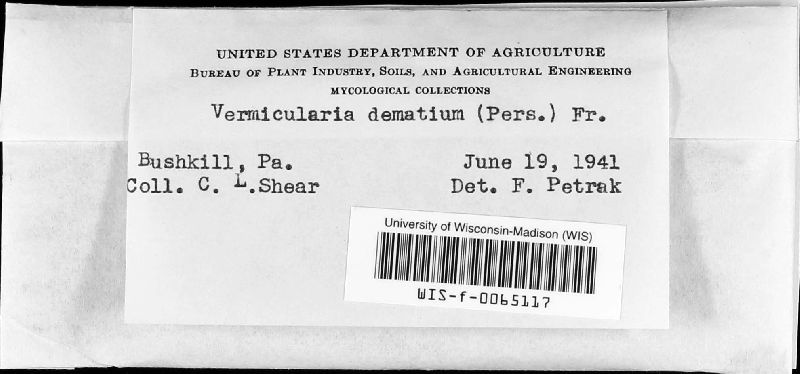 UNITED STATES DEPARTMENT OF AGRICULTURE
BUREAU OF PLANT INDUSTRY, SOILS, AND AGRICULTURAL ENGINEERING
MYCOLOGICAL COLLECTIONS
Vermicularia dematium (Pers.) Fr.
Bushkill, Pa. June 19, 1941
Coll. C. L.Shear Det. F. Petrak
University of Wisconsin-Madison (WIS)
WIS-f-0065117